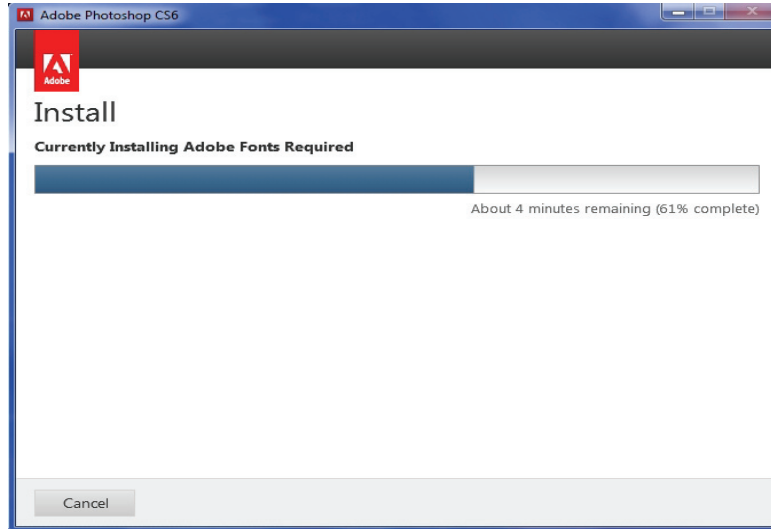 Adobe Photoshop CS6
Adobe
Install
Currently Installing Adobe Fonts Required
About 4 minutes remaining (61% complete)
Cancel